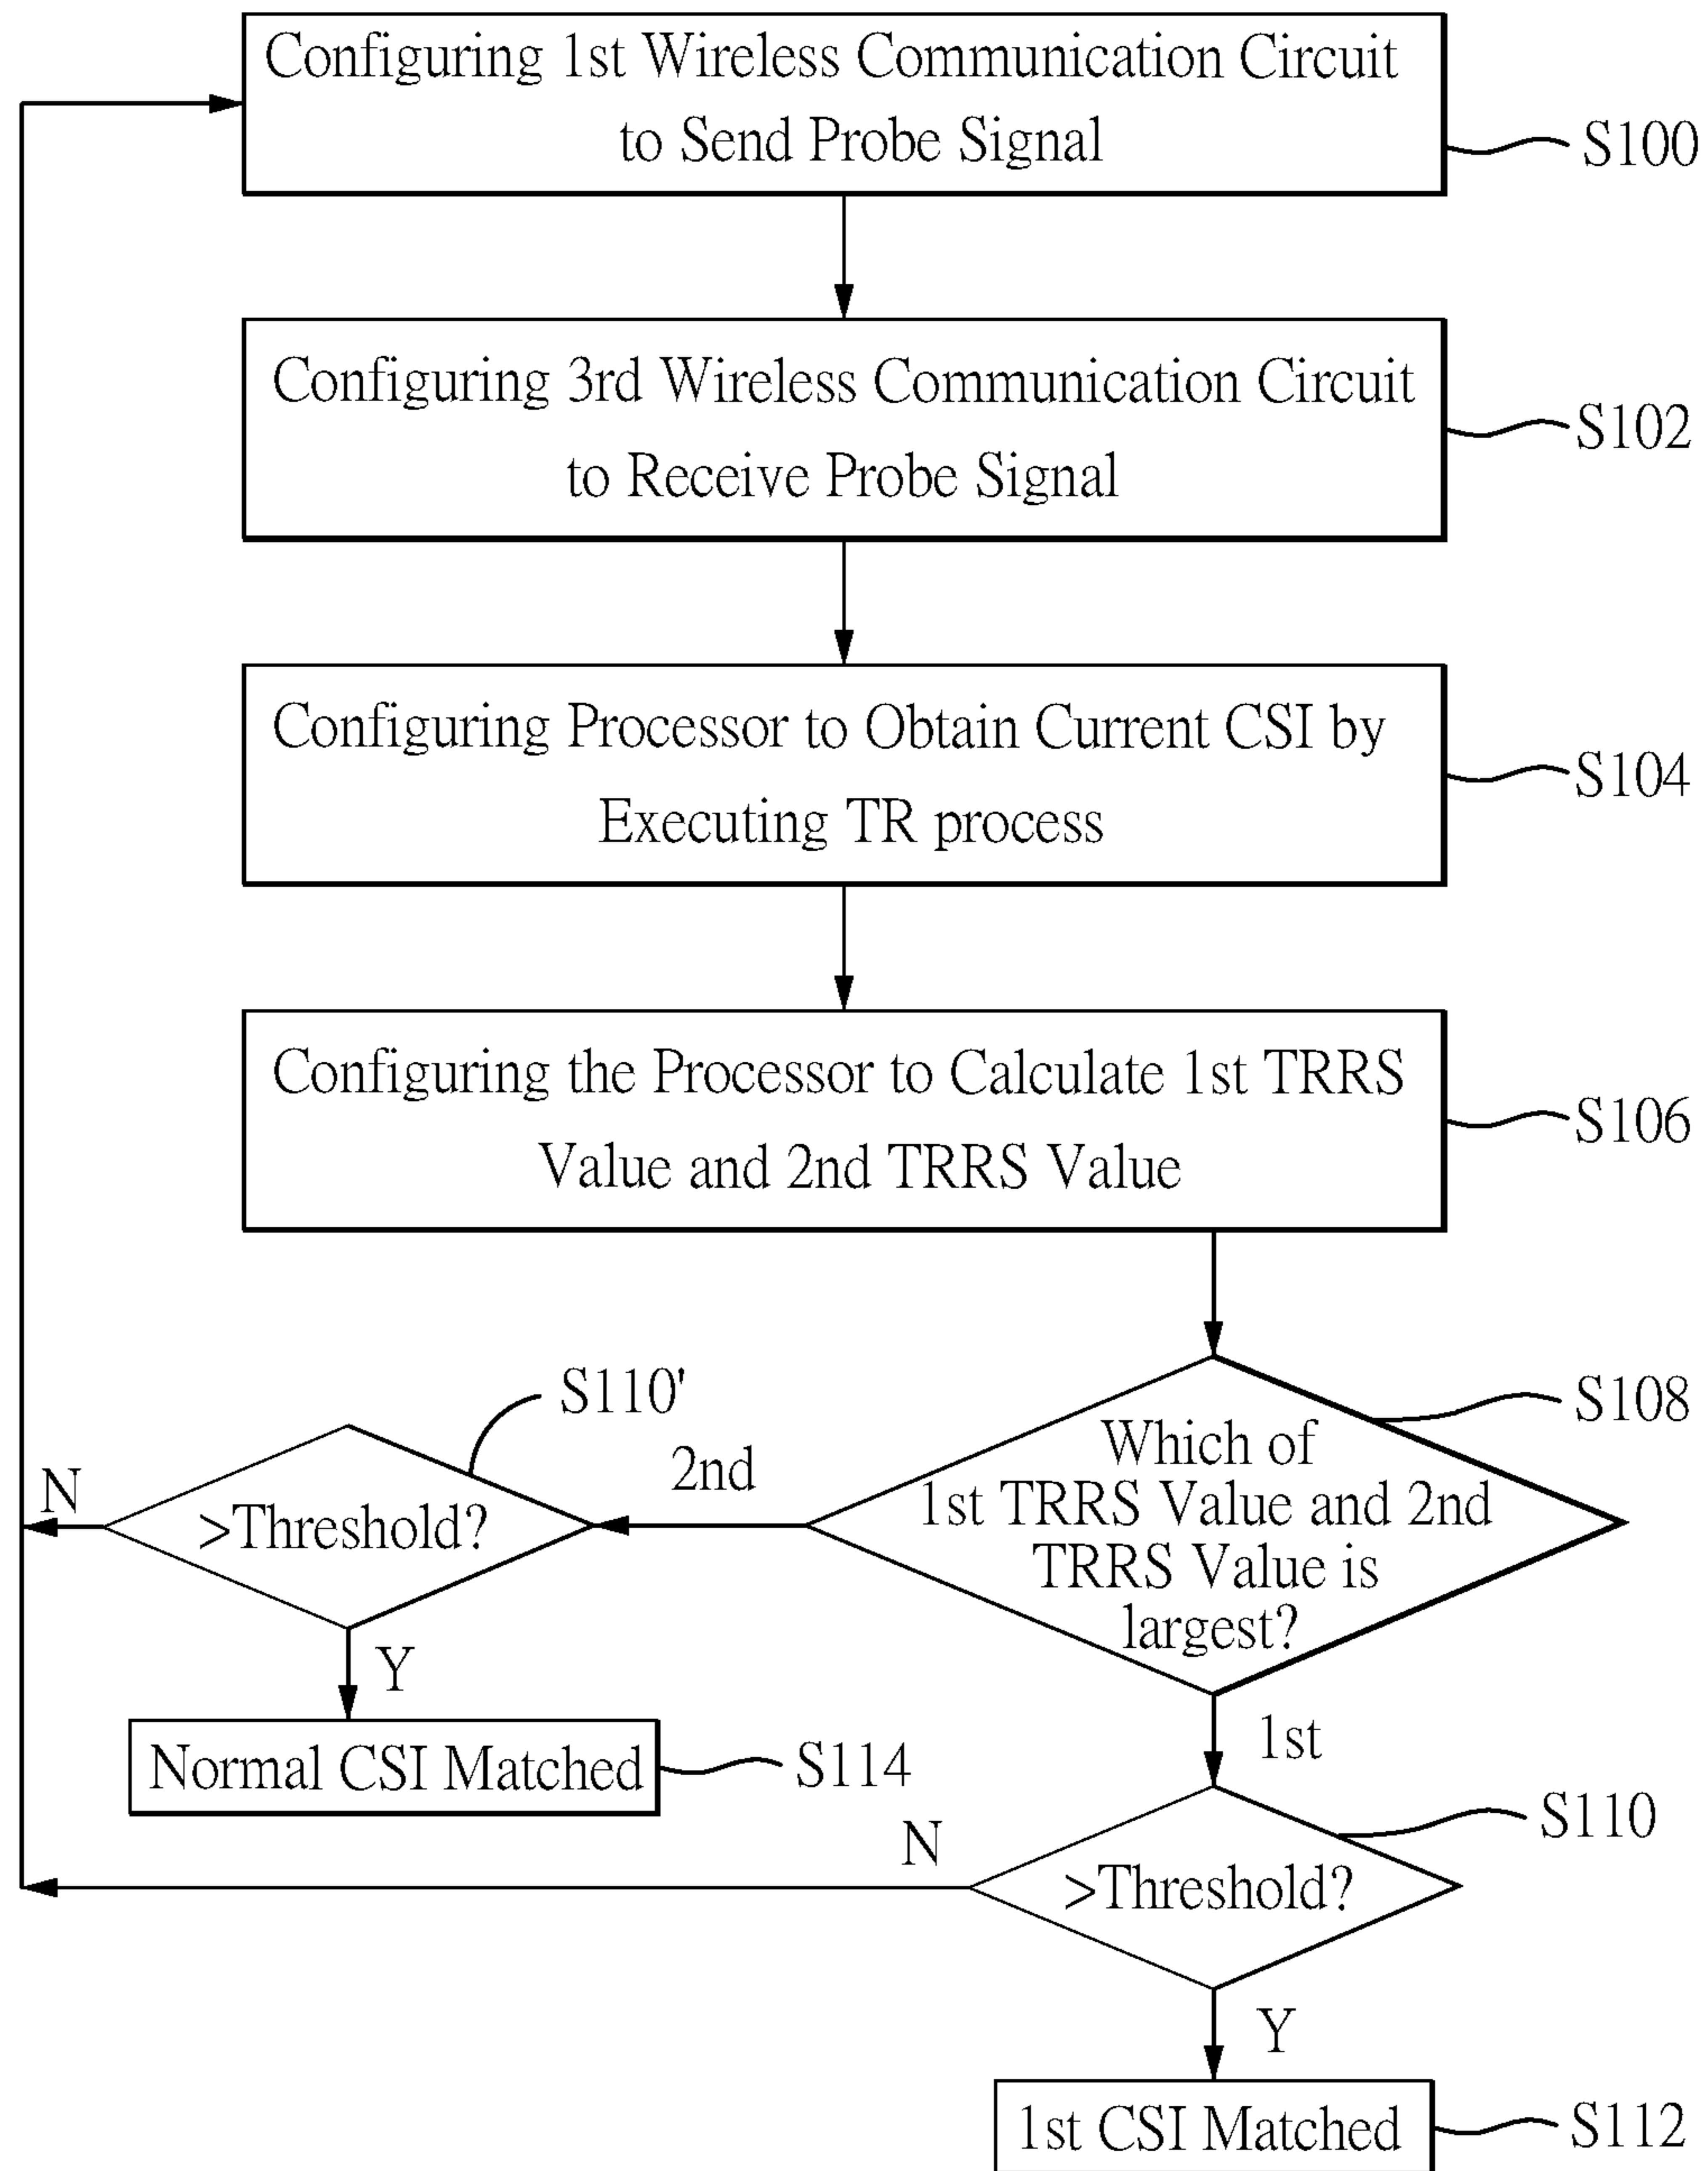 Configuring 1st Wireless Communication Circuit
to Send Probe Signal
S100
Configuring 3rd Wireless Communication Circuit
to Receive Probe Signal
S102
Configuring Processor to Obtain Current CSI by
Executing TR process
S104
Configuring the Processor to Calculate 1st TRRS
Value and 2nd TRRS Value
S106
S108
Which of
1st TRRS Value and 2nd
TRRS Value is
largest?
2nd
S110'
>Threshold?
N
Y
Normal CSI Matched
S114
1st
S110
>Threshold?
N
Y
1st CSI Matched
S112